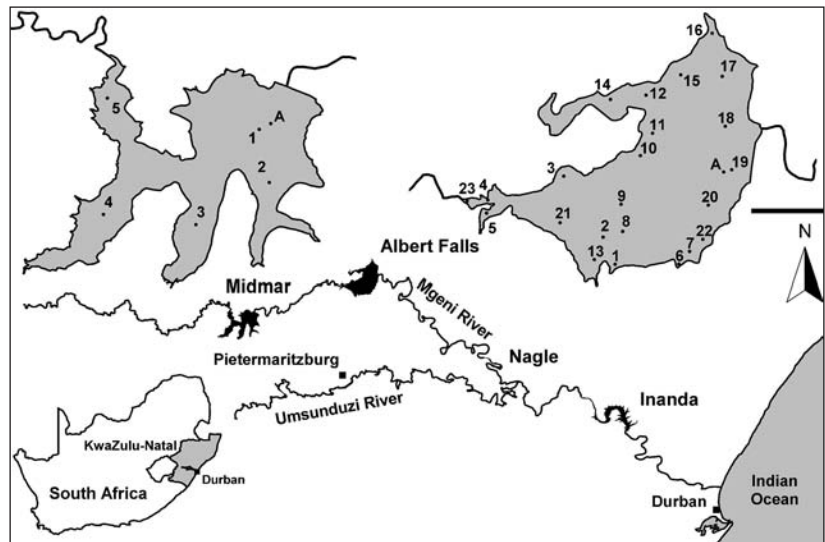 16
17
15
14
12
5
A
1
18
11
10
2
A
19
3
23
4
4
9
20
3
21
5
2
8
22
7
13
1
6
N
Albert Falls
Midmar
Mgeni River
Pietermaritzburg
Nagle
Umsunduzi River
Inanda
KwaZulu-Natal
Durban
South Africa
Indian
Ocean
Durban